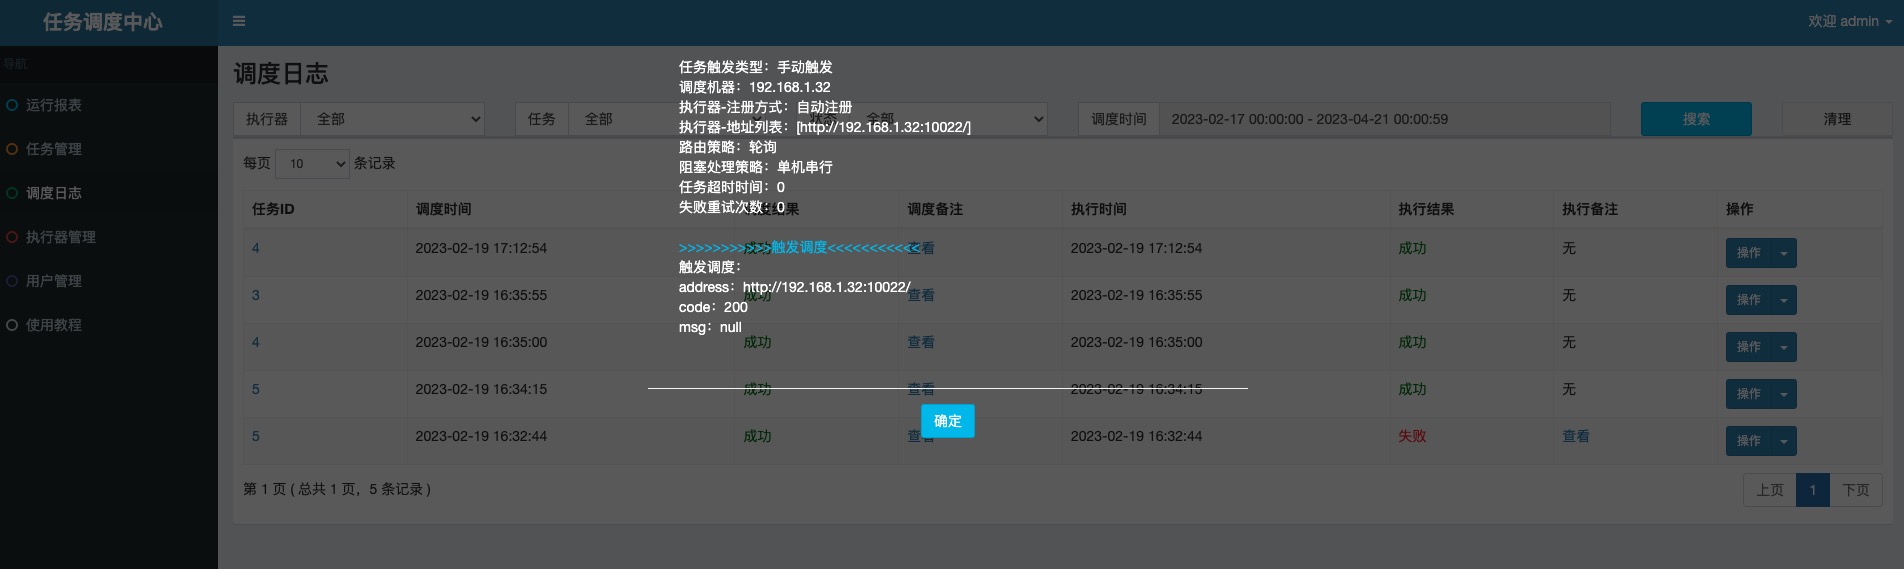 任务调度中心
欢迎 admin
导航
运行报表
任务管理
调度日志
执行器管理
用户管理
使用教程
调度日志
执行器 全部 任务 全部 状态 全部 调度时间 2023-02-17 00:00:00 - 2023-04-21 00:00:59 搜索 清理
每页 10 条记录
任务ID 调度时间 调度结果 调度备注 执行时间 执行结果 执行备注 操作
4 2023-02-19 17:12:54 成功 查看 2023-02-19 17:12:54 成功 无 操作
3 2023-02-19 16:35:55 成功 查看 2023-02-19 16:35:55 成功 无 操作
4 2023-02-19 16:35:00 成功 查看 2023-02-19 16:35:00 成功 无 操作
5 2023-02-19 16:34:15 成功 查看 2023-02-19 16:34:15 成功 无 操作
5 2023-02-19 16:32:44 成功 查看 2023-02-19 16:32:44 失败 查看 操作
第 1 页 ( 总共 1 页，5 条记录 )
上页 1 下页
任务触发类型：手动触发
调度机器：192.168.1.32
执行器-注册方式：自动注册
执行器-地址列表：[http://192.168.1.32:10022/]
路由策略：轮询
阻塞处理策略：单机串行
任务超时时间：0
失败重试次数：0
>>>>>>>>>>>触发调度<<<<<<<<<<<
触发调度：
address：http://192.168.1.32:10022/
code：200
msg：null
确定